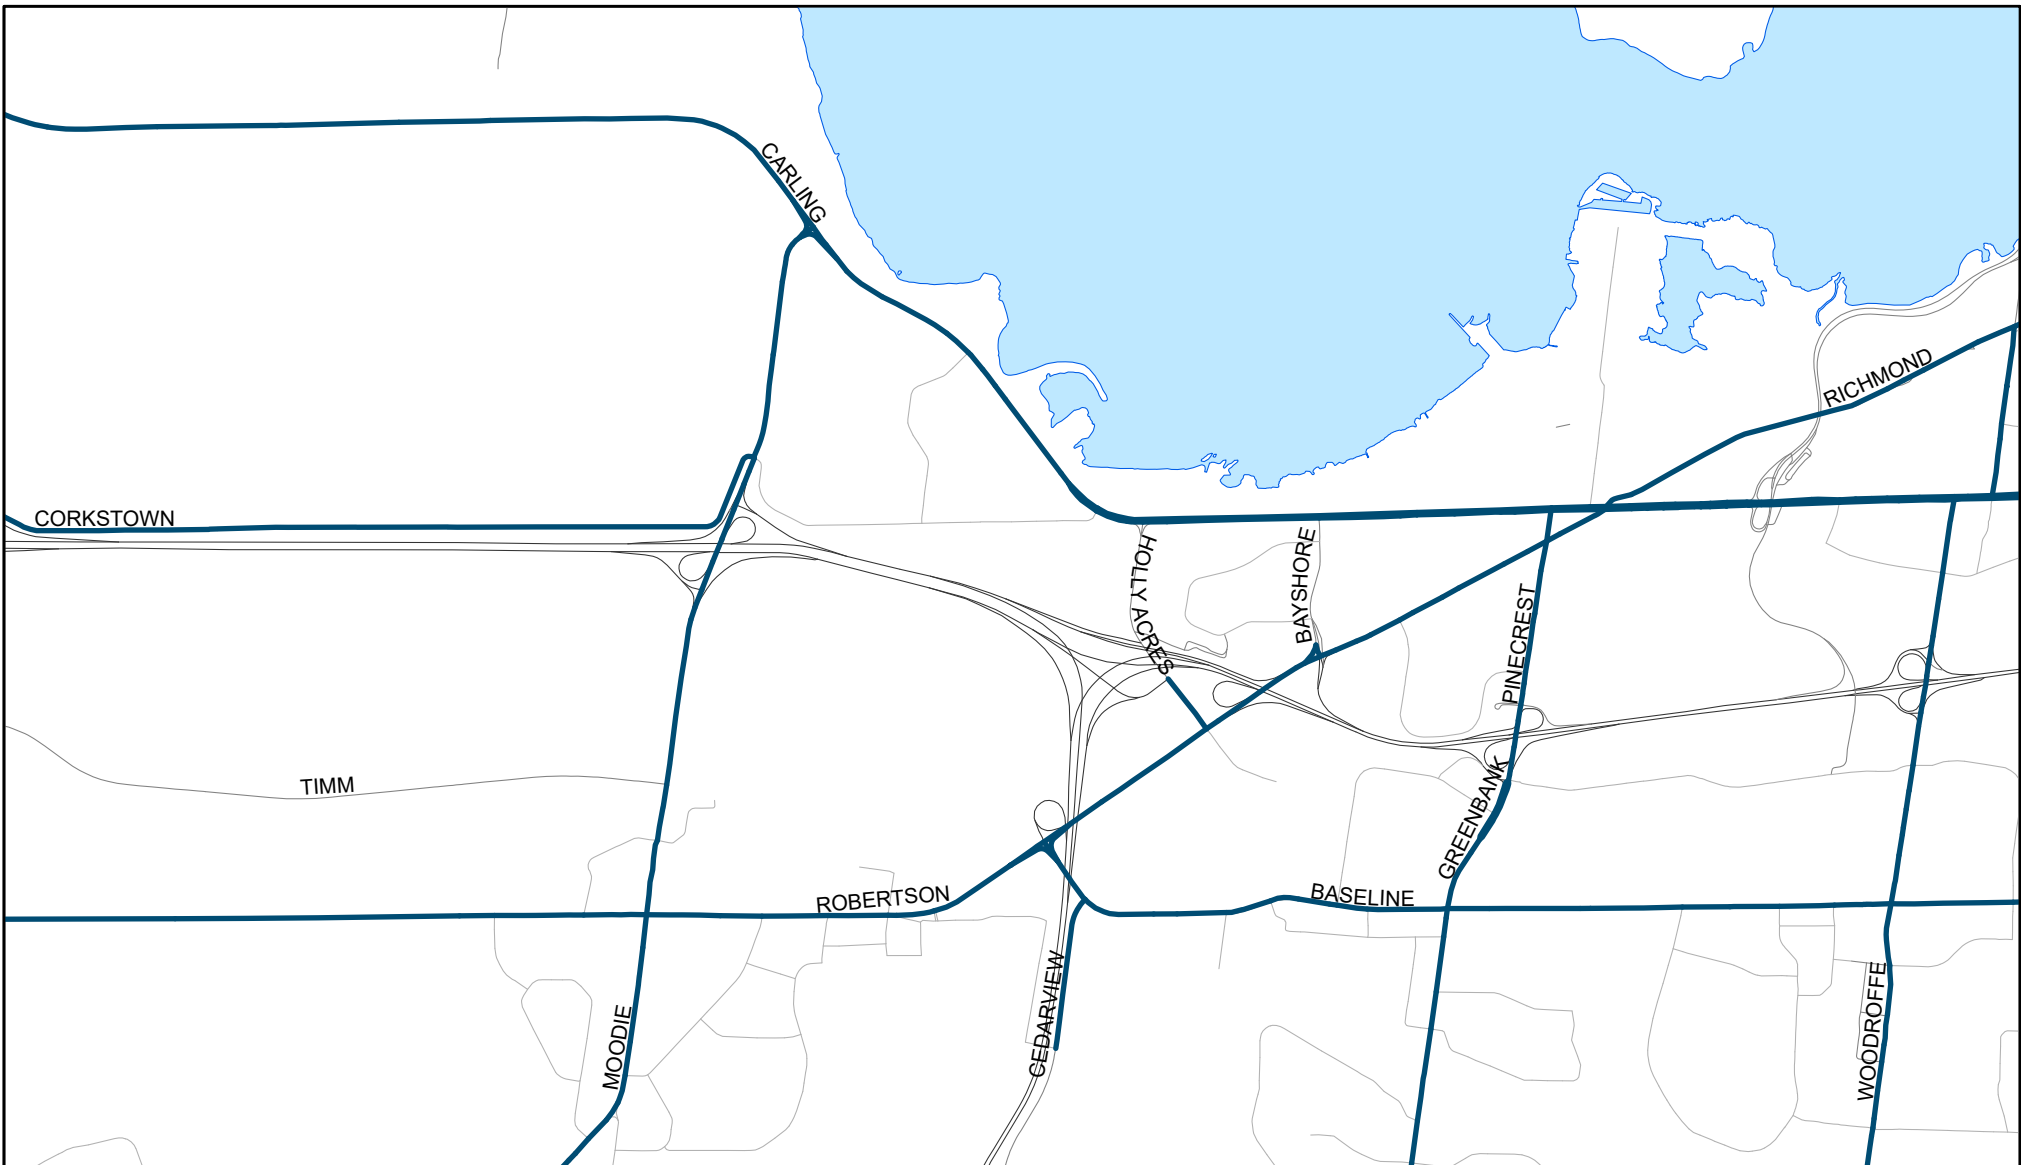 CARLING
RICHMOND
CORKSTOWN
HOLLY ACRES
BAYSHORE
PINECREST
TIMM
GREENBANK
ROBERTSON
BASELINE
CEDARVIEW
MOODIE
WOODROFFE